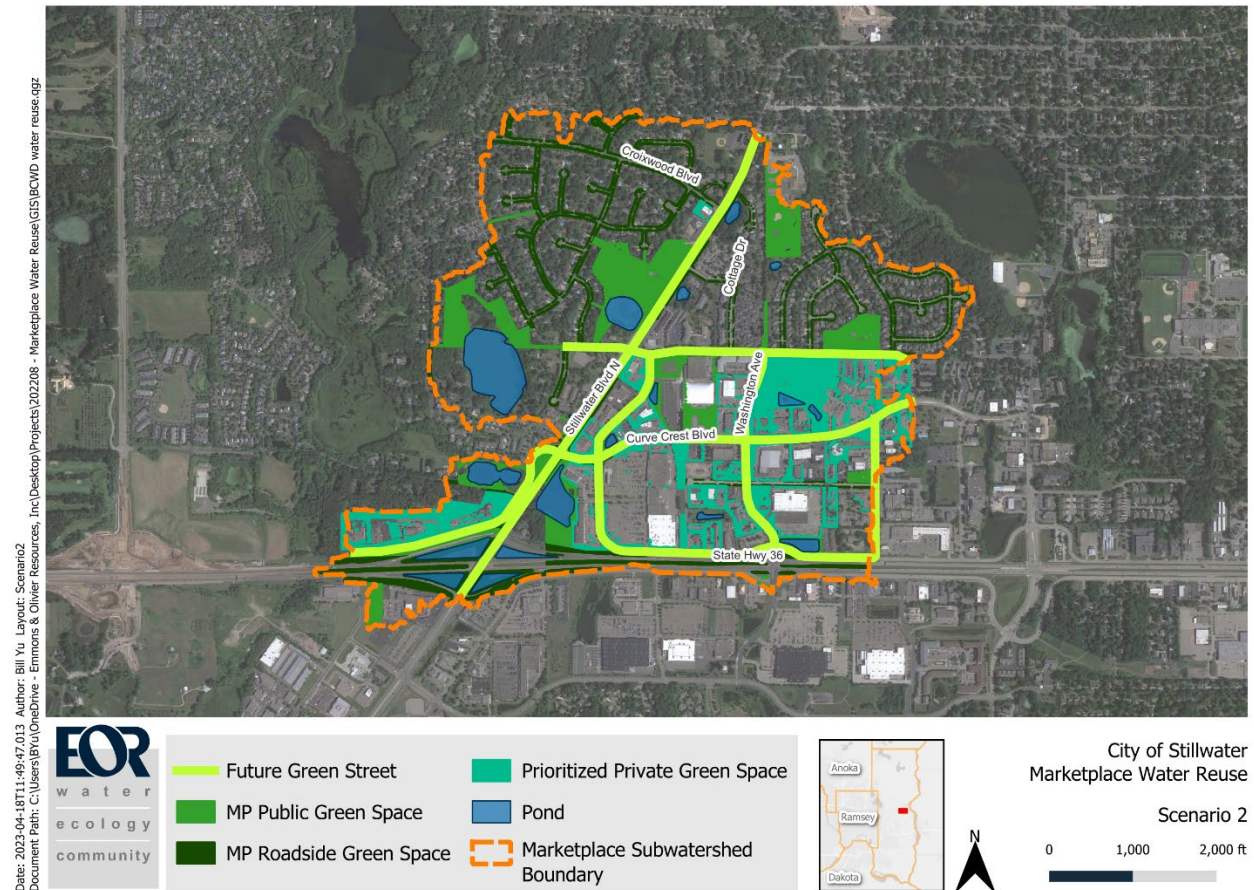 Date: 2023-04-18T11:49:47.013 Author: Bill Yu Layout: Scenario2
Document Path: C:\Users\BYu\OneDrive - Emmons & Olivier Resources, Inc\Desktop\Projects\202208 - Marketplace Water Reuse\GIS\BCWD water reuse.qgz
Croixwood Blvd
Cottage Dr
Stillwater Blvd N
Washington Ave
Curve Crest Blvd
State Hwy 36
EOR
water
ecology
community
Future Green Street
MP Public Green Space
MP Roadside Green Space
Prioritized Private Green Space
Pond
Marketplace Subwatershed
Boundary
Anoka
Ramsey
Dakota
N
City of Stillwater
Marketplace Water Reuse
Scenario 2
0 1,000 2,000 ft